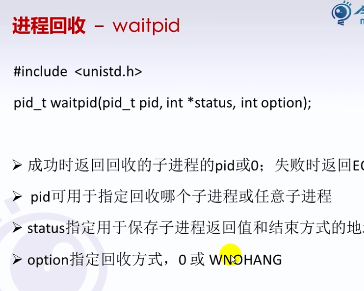 进程回收 – waitpid
#include <unistd.h>
pid_t waitpid(pid_t pid, int *status, int option);
➢ 成功时返回回收的子进程的pid或0；失败时返回EO
➢ pid可用于指定回收哪个子进程或任意子进程
➢ status指定用于保存子进程返回值和结束方式的地
➢ option指定回收方式，0 或 WNOHANG